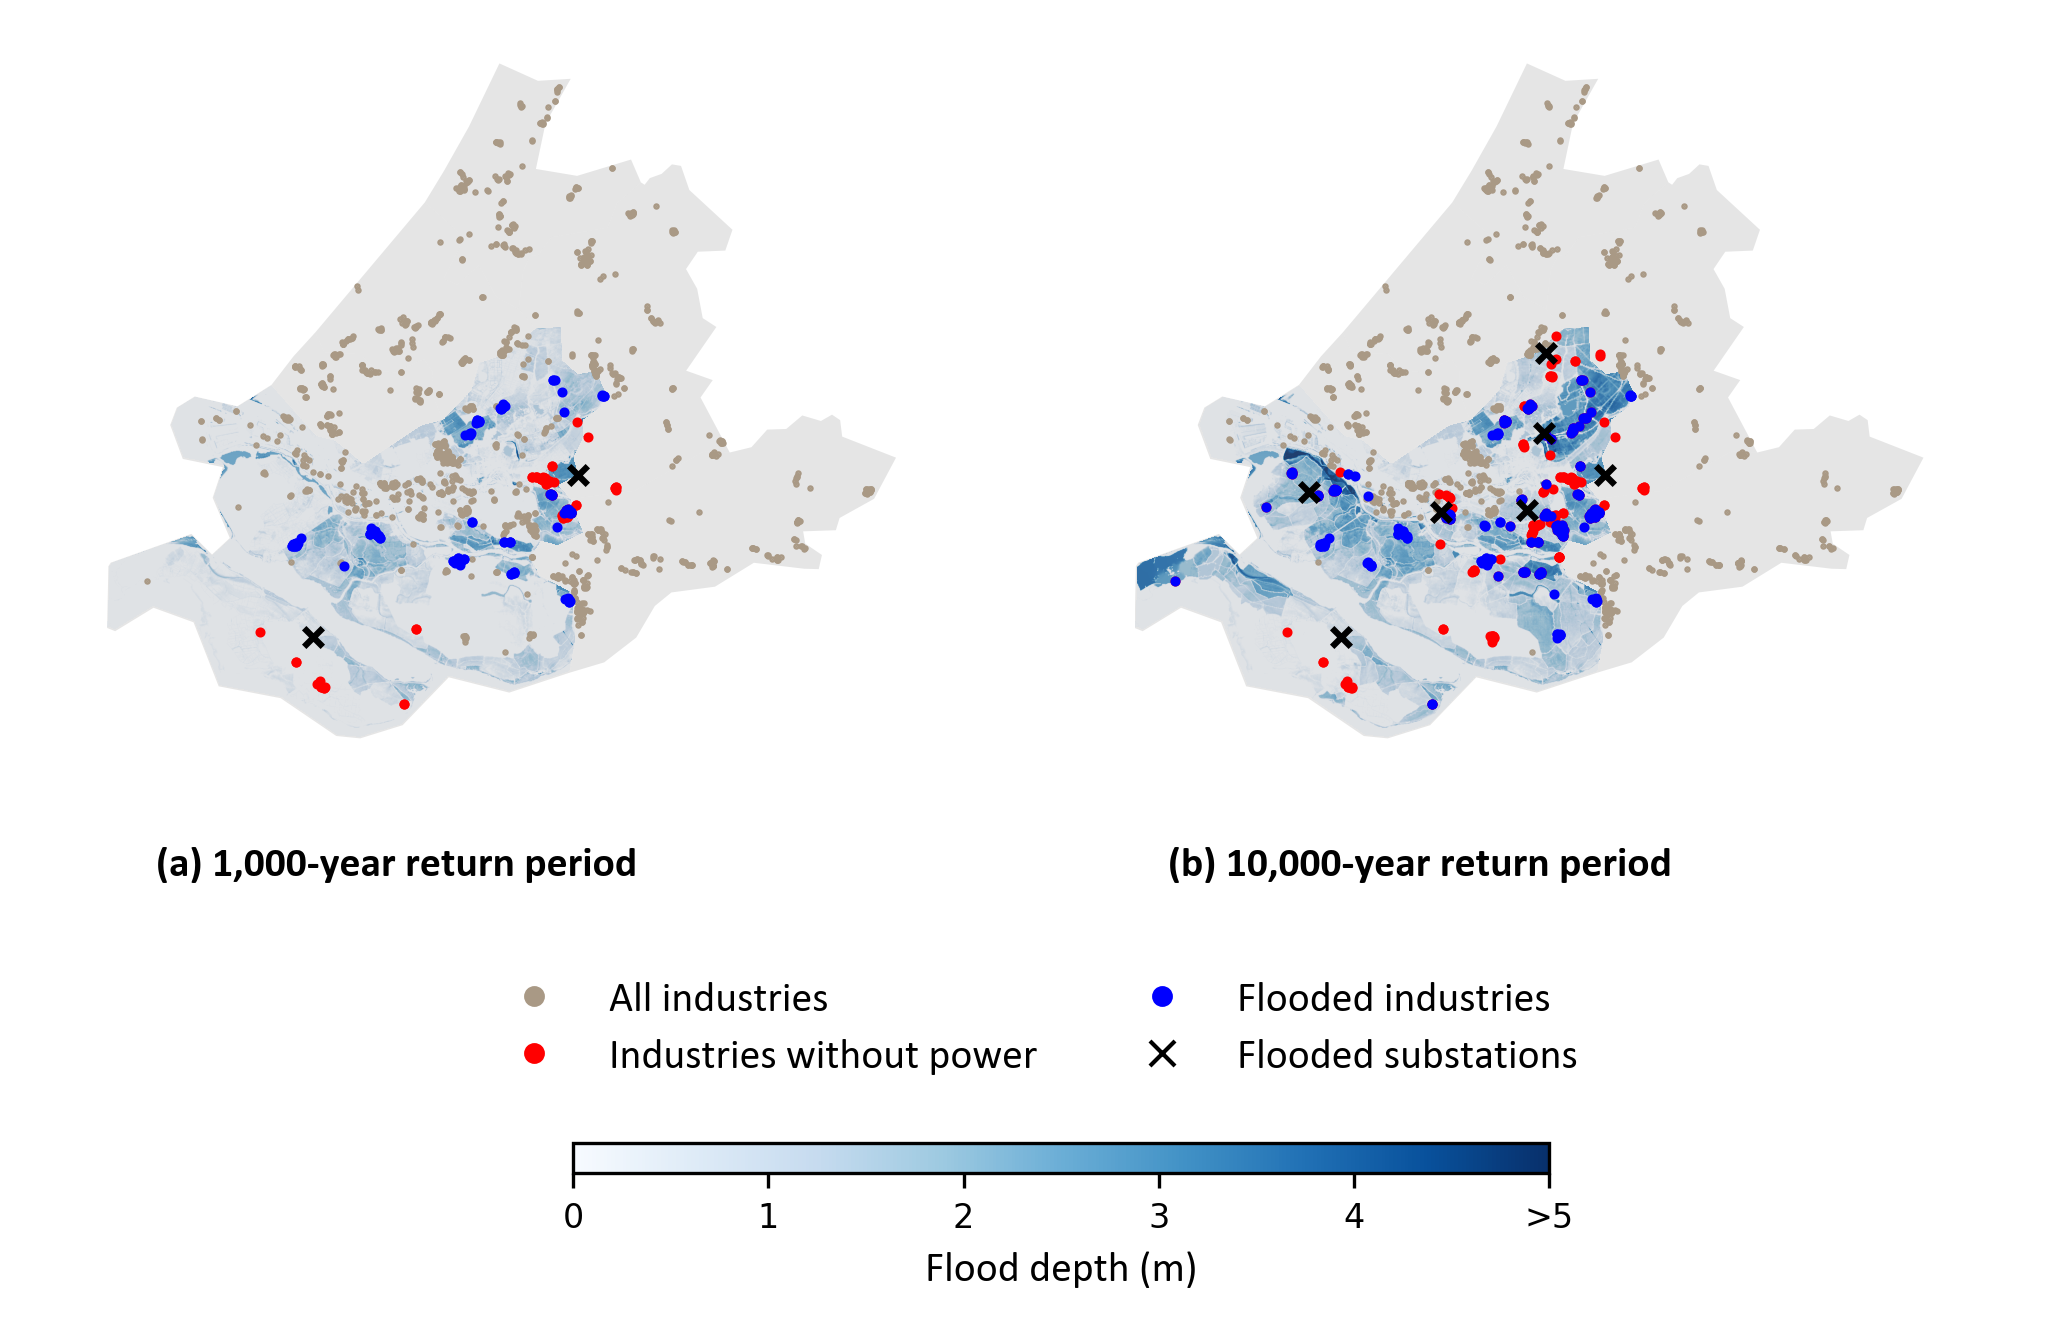 (a) 1,000-year return period
(b) 10,000-year return period
All industries
Flooded industries
Industries without power
Flooded substations
0 1 2 3 4 >5
Flood depth (m)